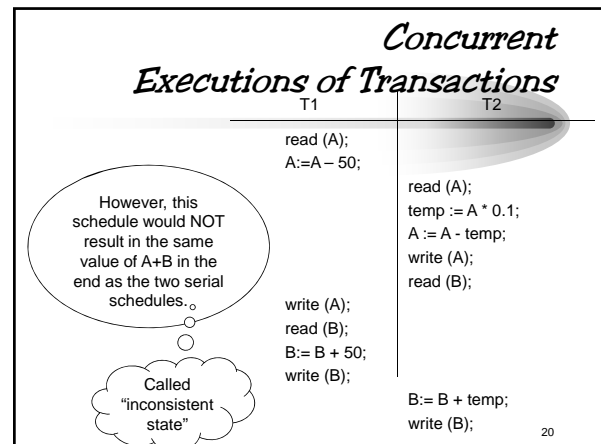 Concurrent
Executions of Transactions
T1
T2
read (A);
A:=A – 50;
read (A);
temp := A * 0.1;
A := A - temp;
write (A);
read (B);
However, this
schedule would NOT
result in the same
value of A+B in the
end as the two serial
schedules.
write (A);
read (B);
B:= B + 50;
write (B);
Called
“inconsistent
state”
B:= B + temp;
write (B);
20